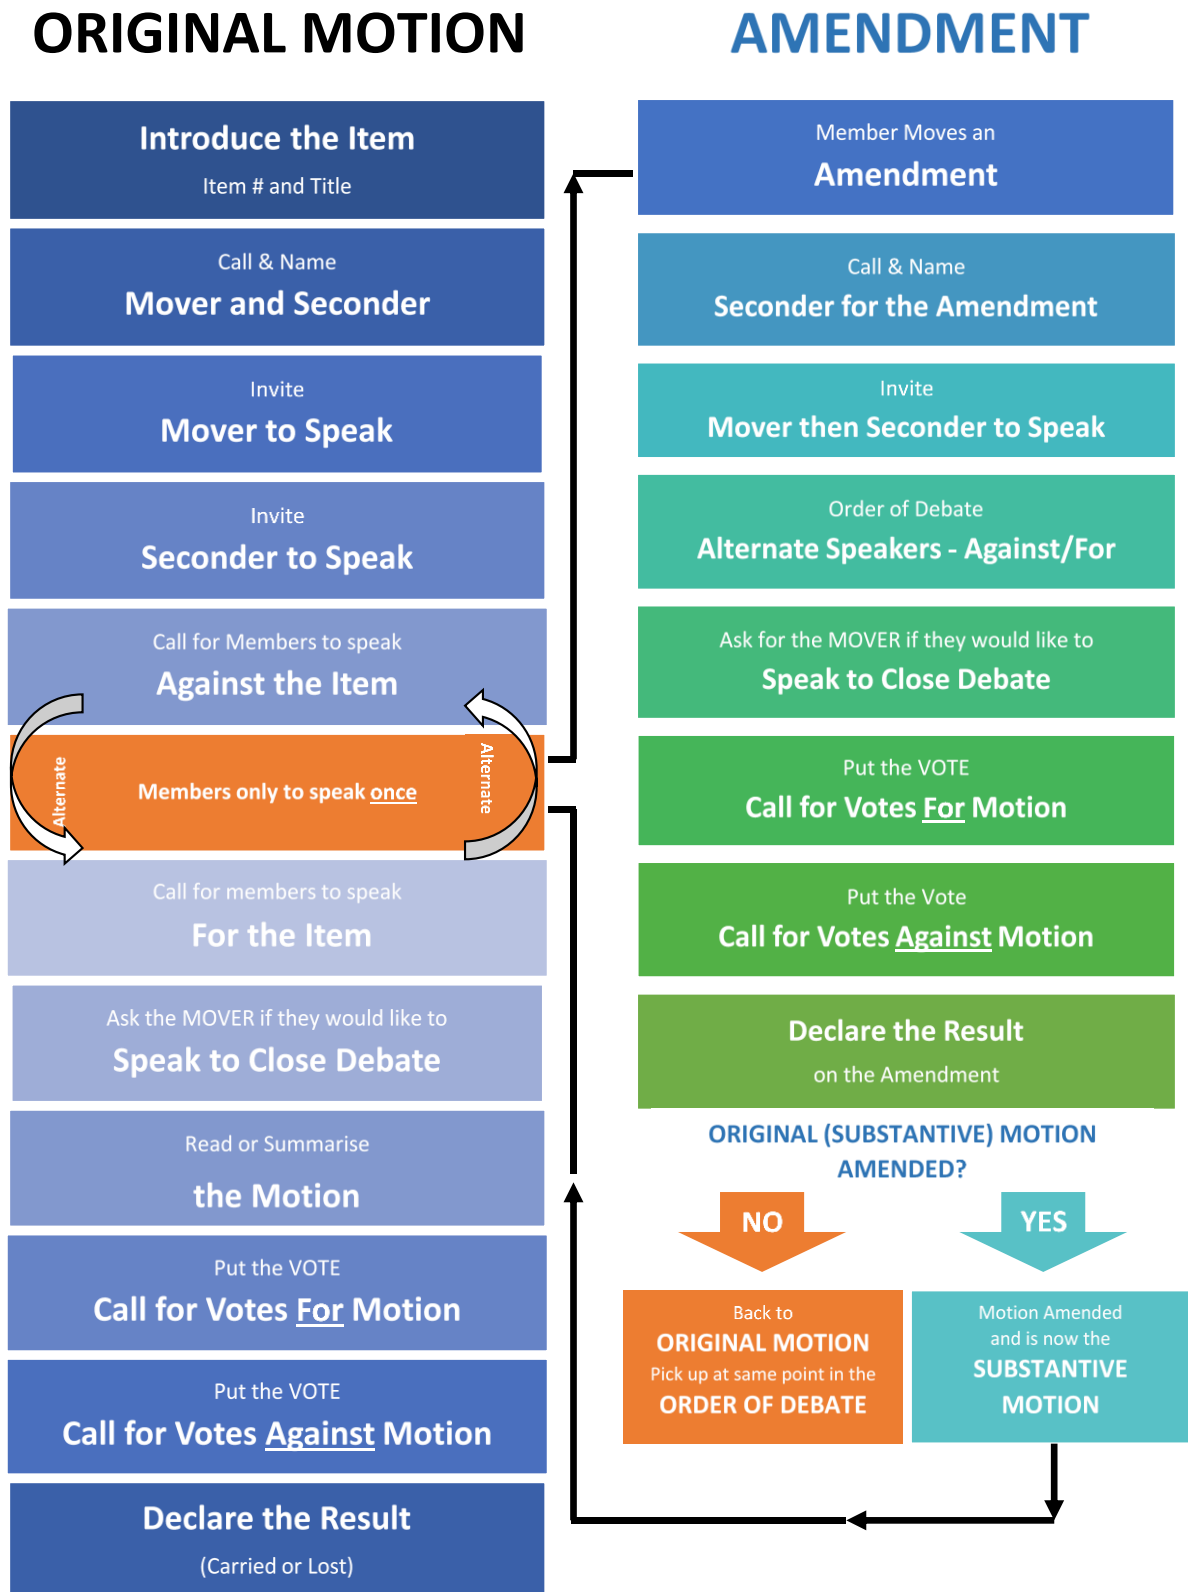 ORIGINAL MOTION
Introduce the Item
Item # and Title
Call & Name
Mover and Seconder
Invite
Mover to Speak
Invite
Seconder to Speak
Call for Members to speak
Against the Item
Alternate
Members only to speak once
Alternate
Call for members to speak
For the Item
Ask the MOVER if they would like to
Speak to Close Debate
Read or Summarise
the Motion
Put the VOTE
Call for Votes For Motion
Put the VOTE
Call for Votes Against Motion
Declare the Result
(Carried or Lost)
AMENDMENT
Member Moves an
Amendment
Call & Name
Seconder for the Amendment
Invite
Mover then Seconder to Speak
Order of Debate
Alternate Speakers - Against/For
Ask for the MOVER if they would like to
Speak to Close Debate
Put the VOTE
Call for Votes For Motion
Put the Vote
Call for Votes Against Motion
Declare the Result
on the Amendment
ORIGINAL (SUBSTANTIVE) MOTION
AMENDED?
NO
Back to
ORIGINAL MOTION
Pick up at same point in the
ORDER OF DEBATE
YES
Motion Amended
and is now the
SUBSTANTIVE
MOTION